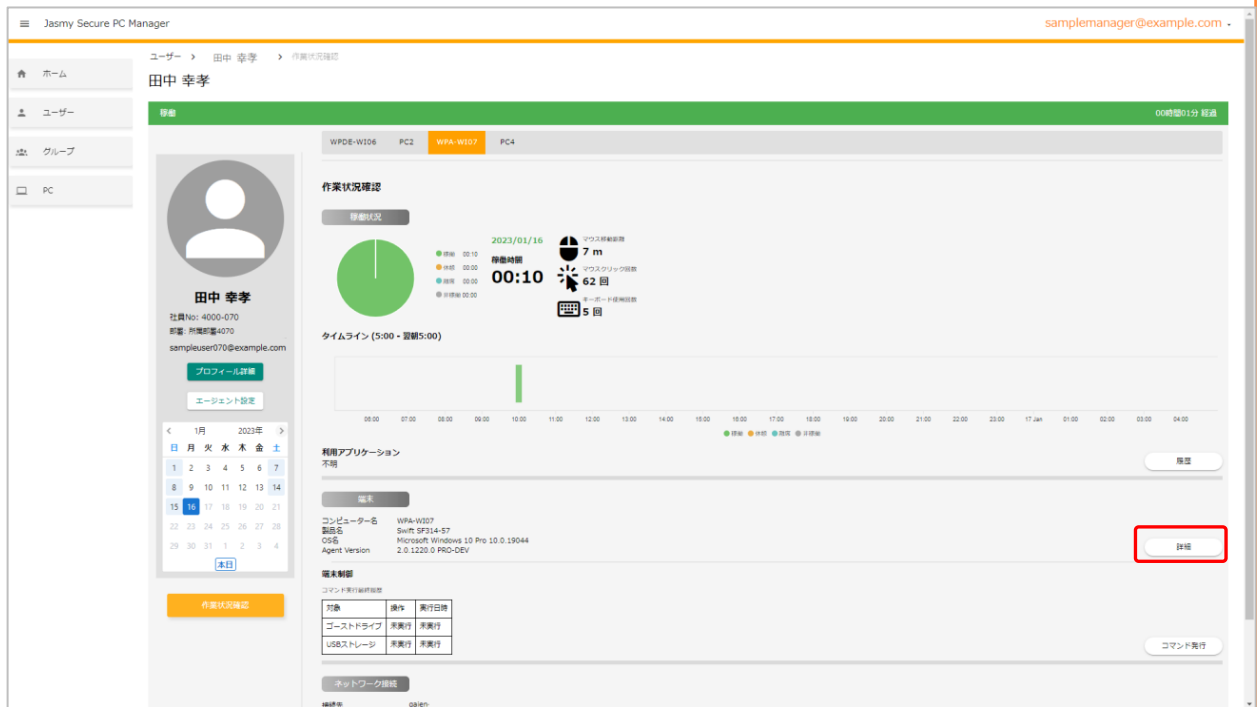 Jasmy Secure PC Manager
samplemanager@example.com
ユーザー > 田中 幸孝 > 作業状況確認
田中 幸孝
ホーム
ユーザー
グループ
PC
稼働
00時間01分 経過
WPDE-WI06 PC2 WPA-WI07 PC4
作業状況確認
稼働状況
稼働 00:10
休憩 00:00
離席 00:00
非稼働 00:00
2023/01/16
稼働時間
00:10
マウス移動距離
7 m
マウスクリック回数
62 回
キーボード使用回数
5 回
タイムライン (5:00 - 翌朝5:00)
06:00 07:00 08:00 09:00 10:00 11:00 12:00 13:00 14:00 15:00 16:00 17:00 18:00 19:00 20:00 21:00 22:00 23:00 17 Jan 01:00 02:00 03:00 04:00
稼働 休憩 離席 非稼働
利用アプリケーション
不明
履歴
端末
コンピューター名 WPA-WI07
製品名 Swift SF314-57
OS名 Microsoft Windows 10 Pro 10.0.19044
Agent Version 2.0.1220.0 PRO-DEV
詳細
端末制御
コマンド実行最終履歴
対象 操作 実行日時
ゴーストドライブ 未実行 未実行
USBストレージ 未実行 未実行
コマンド発行
ネットワーク接続
接続先
田中 幸孝
社員No: 4000-070
部署: 所属部署4070
sampleuser070@example.com
プロフィール詳細
エージェント設定
< 1月 2023年 >
日 月 火 水 木 金 土
1 2 3 4 5 6 7
8 9 10 11 12 13 14
15 16 17 18 19 20 21
22 23 24 25 26 27 28
29 30 31 1 2 3 4
本日
作業状況確認